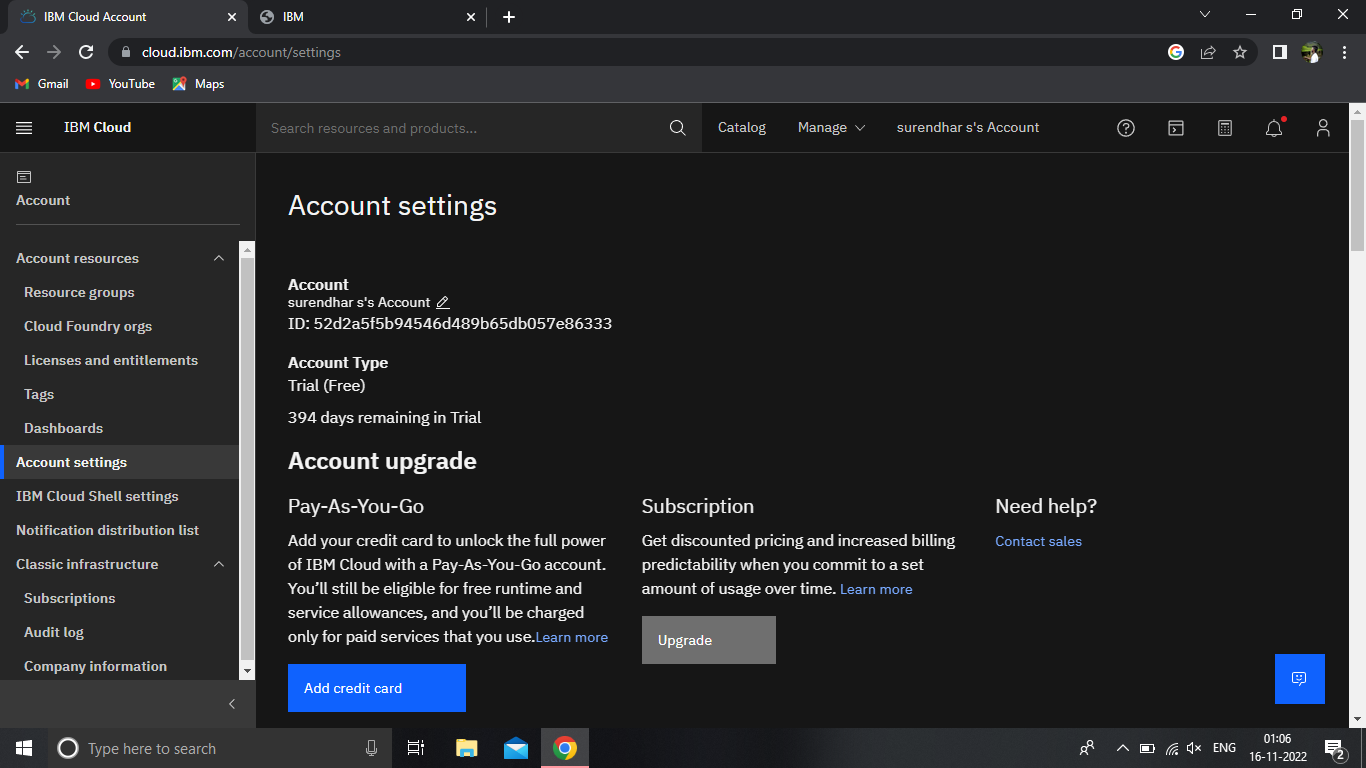 IBM Cloud Account
IBM
cloud.ibm.com/account/settings
Gmail
YouTube
Maps
IBM Cloud
Search resources and products...
Catalog
Manage
surendhar s's Account
Account
Account resources
Resource groups
Cloud Foundry orgs
Licenses and entitlements
Tags
Dashboards
Account settings
IBM Cloud Shell settings
Notification distribution list
Classic infrastructure
Subscriptions
Audit log
Company information
Account settings
Account
surendhar s's Account
ID: 52d2a5f5b94546d489b65db057e86333
Account Type
Trial (Free)
394 days remaining in Trial
Account upgrade
Pay-As-You-Go
Add your credit card to unlock the full power
of IBM Cloud with a Pay-As-You-Go account.
You’ll still be eligible for free runtime and
service allowances, and you’ll be charged
only for paid services that you use.Learn more
Add credit card
Subscription
Get discounted pricing and increased billing
predictability when you commit to a set
amount of usage over time. Learn more
Upgrade
Need help?
Contact sales
Type here to search
ENG
01:06
16-11-2022
2